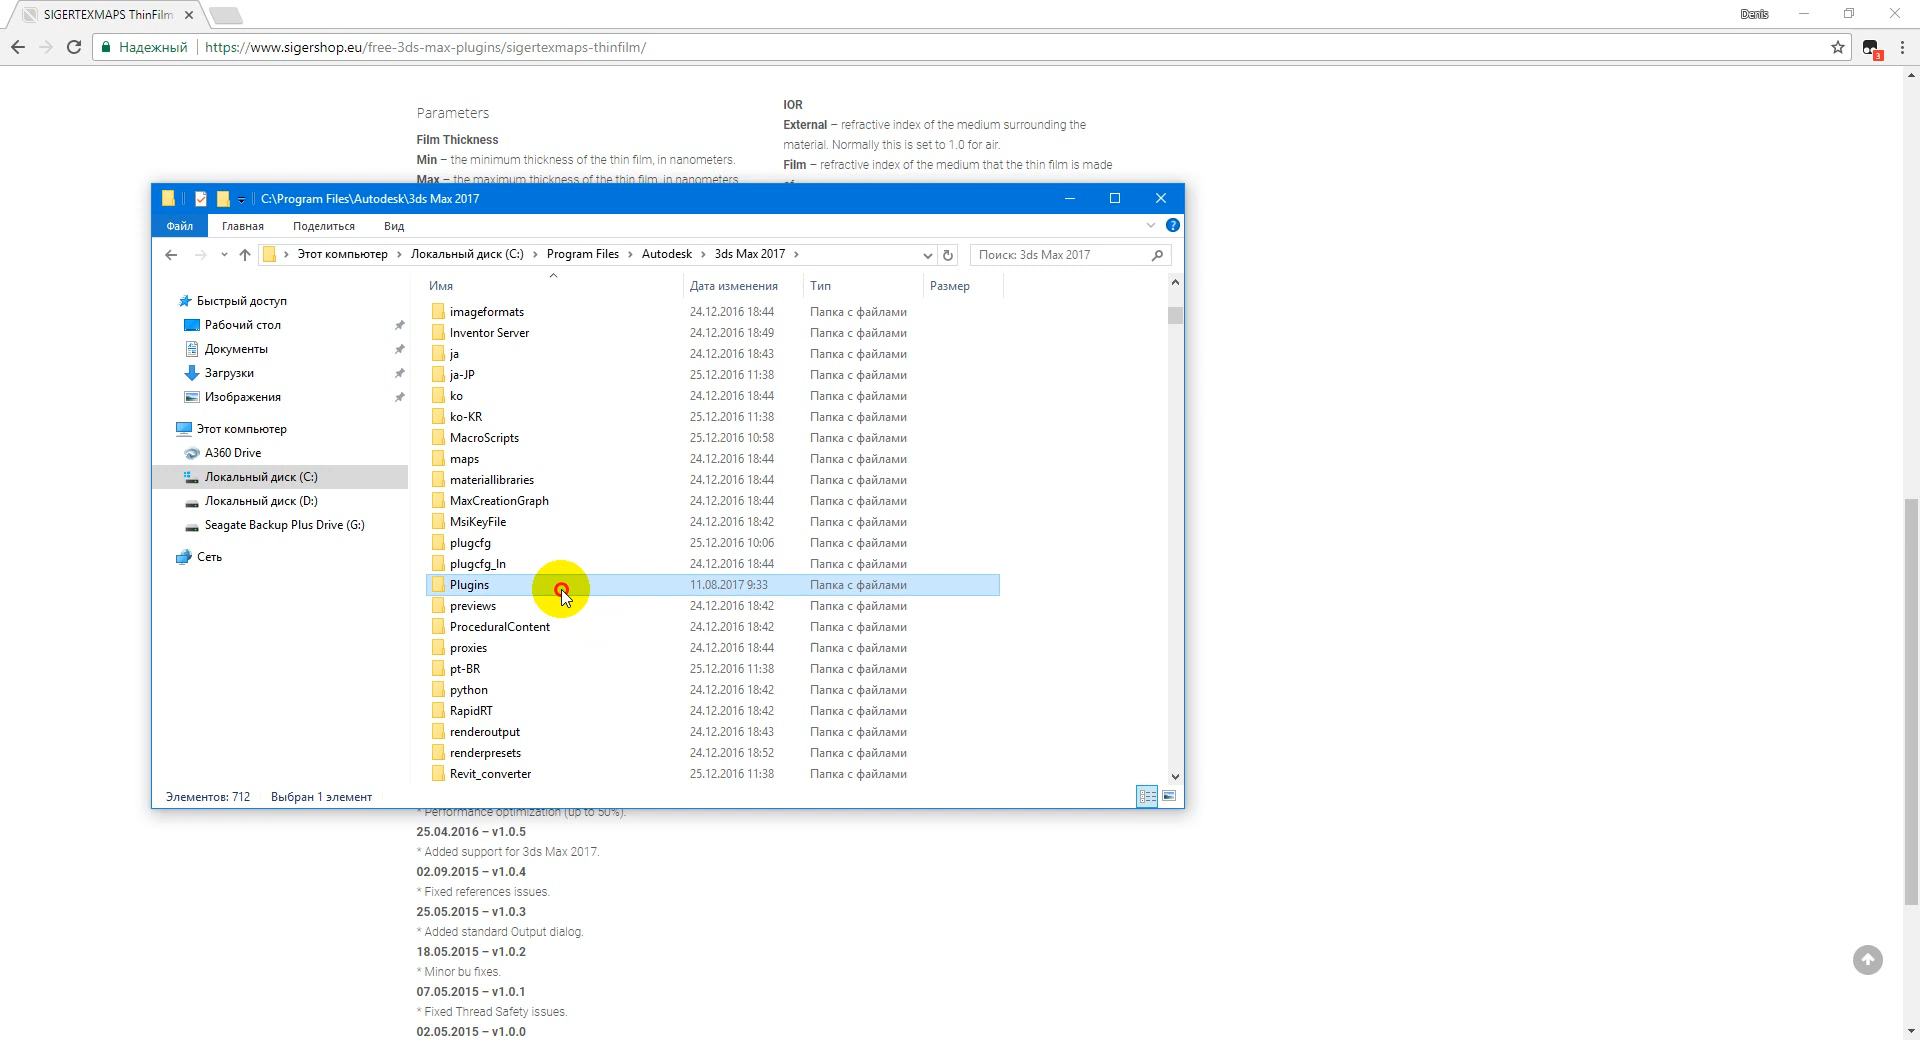 SIGERTEXMAPS ThinFilm
Denis
Надежный https://www.sigershop.eu/free-3ds-max-plugins/sigertexmaps-thinfilm/
3
Parameters
Film Thickness
Min – the minimum thickness of the thin film, in nanometers.
Max – the maximum thickness of the thin film, in nanometers
IOR
External – refractive index of the medium surrounding the
material. Normally this is set to 1.0 for air.
Film – refractive index of the medium that the thin film is made
of
C:\Program Files\Autodesk\3ds Max 2017
Файл Главная Поделиться Вид
Этот компьютер Локальный диск (C:) Program Files Autodesk 3ds Max 2017
Поиск: 3ds Max 2017
Быстрый доступ
Рабочий стол
Документы
Загрузки
Изображения
Этот компьютер
A360 Drive
Локальный диск (C:)
Локальный диск (D:)
Seagate Backup Plus Drive (G:)
Сеть
Имя Дата изменения Тип Размер
imageformats 24.12.2016 18:44 Папка с файлами
Inventor Server 24.12.2016 18:49 Папка с файлами
ja 24.12.2016 18:43 Папка с файлами
ja-JP 25.12.2016 11:38 Папка с файлами
ko 24.12.2016 18:44 Папка с файлами
ko-KR 25.12.2016 11:38 Папка с файлами
MacroScripts 25.12.2016 10:58 Папка с файлами
maps 24.12.2016 18:44 Папка с файлами
materiallibraries 24.12.2016 18:44 Папка с файлами
MaxCreationGraph 24.12.2016 18:44 Папка с файлами
MsiKeyFile 24.12.2016 18:42 Папка с файлами
plugcfg 25.12.2016 10:06 Папка с файлами
plugcfg_ln 24.12.2016 18:44 Папка с файлами
Plugins 11.08.2017 9:33 Папка с файлами
previews 24.12.2016 18:42 Папка с файлами
ProceduralContent 24.12.2016 18:42 Папка с файлами
proxies 24.12.2016 18:44 Папка с файлами
pt-BR 25.12.2016 11:38 Папка с файлами
python 24.12.2016 18:42 Папка с файлами
RapidRT 24.12.2016 18:42 Папка с файлами
renderoutput 24.12.2016 18:43 Папка с файлами
renderpresets 24.12.2016 18:52 Папка с файлами
Revit_converter 25.12.2016 11:38 Папка с файлами
Элементов: 712 Выбран 1 элемент
* Performance optimization (up to 50%).
25.04.2016 – v1.0.5
* Added support for 3ds Max 2017.
02.09.2015 – v1.0.4
* Fixed references issues.
25.05.2015 – v1.0.3
* Added standard Output dialog.
18.05.2015 – v1.0.2
* Minor bu fixes.
07.05.2015 – v1.0.1
* Fixed Thread Safety issues.
02.05.2015 – v1.0.0